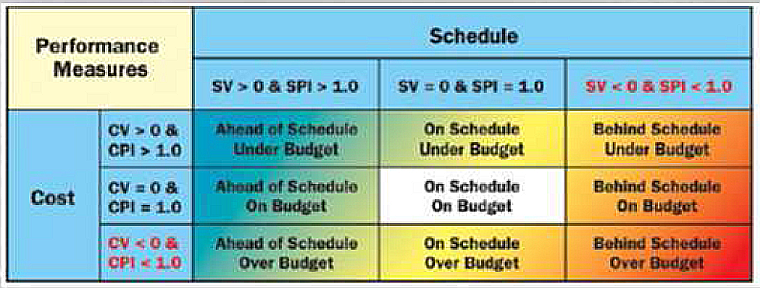 Performance
Measures
Schedule
SV > 0 & SPI > 1.0
SV = 0 & SPI = 1.0
SV < 0 & SPI < 1.0
Cost
CV > 0 &
CPI > 1.0
Ahead of Schedule
Under Budget
On Schedule
Under Budget
Behind Schedule
Under Budget
CV = 0 &
CPI = 1.0
Ahead of Schedule
On Budget
On Schedule
On Budget
Behind Schedule
On Budget
CV < 0 &
CPI < 1.0
Ahead of Schedule
Over Budget
On Schedule
Over Budget
Behind Schedule
Over Budget